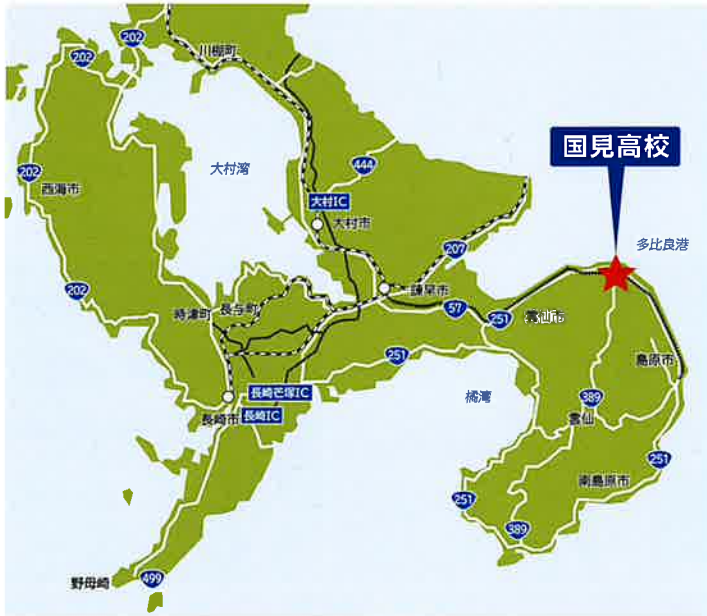 202
川棚町
202
国見高校
444
大村湾
202
西海市
大村IC
大村市
多比良港
207
202
諫早市
時津町
長与町
57
251
雲仙市
251
島原市
長崎芒塚IC
橘湾
389
長崎IC
長崎市
雲仙
251
南島原市
251
389
野母崎
499